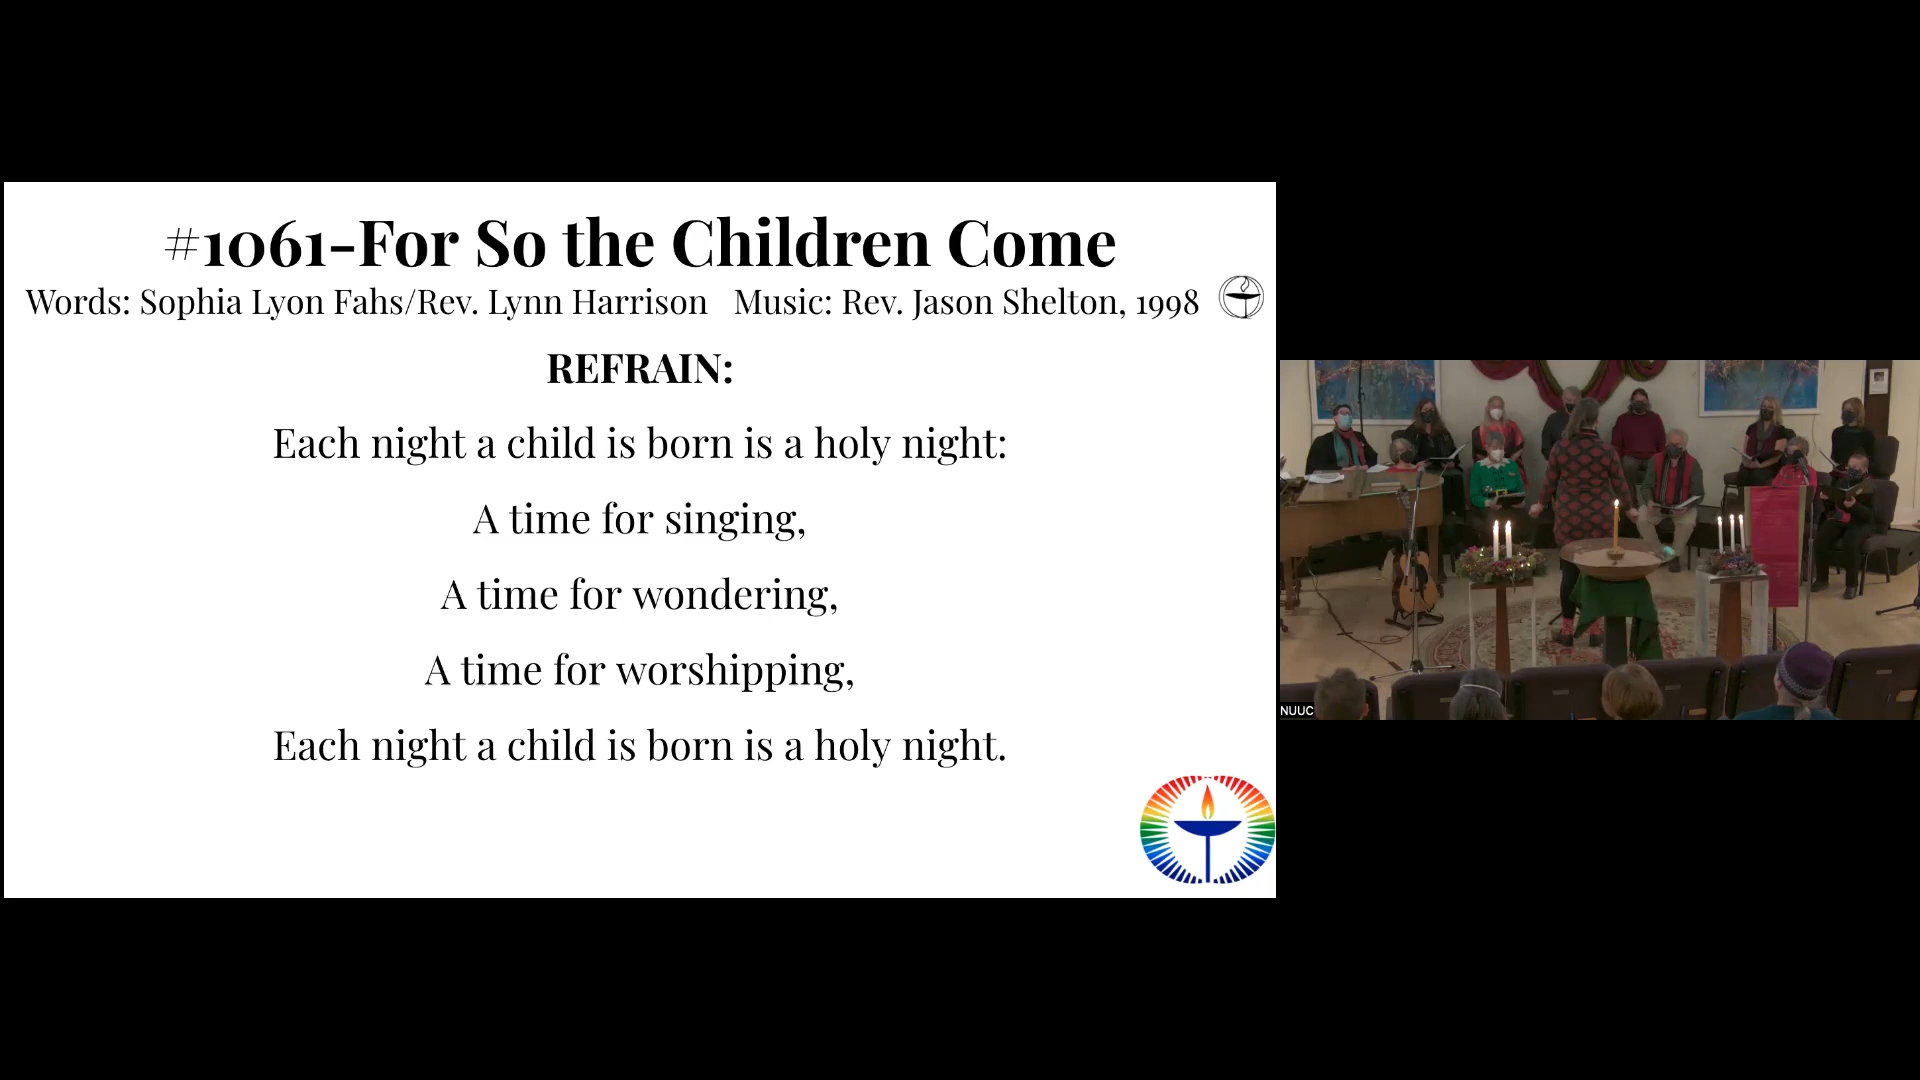 #1061-For So the Children Come
Words: Sophia Lyon Fahs/Rev. Lynn Harrison   Music: Rev. Jason Shelton, 1998
REFRAIN:
Each night a child is born is a holy night:
A time for singing,
A time for wondering,
A time for worshipping,
Each night a child is born is a holy night.
NUUC